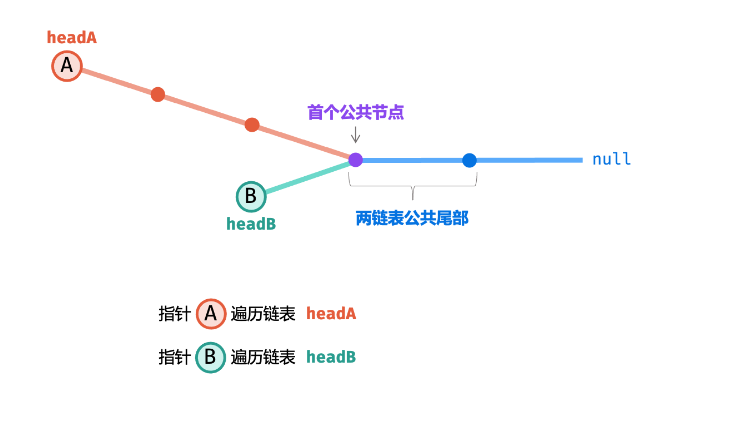 headA
A
首个公共节点
null
B
headB
两链表公共尾部
指针 A 遍历链表 headA
指针 B 遍历链表 headB